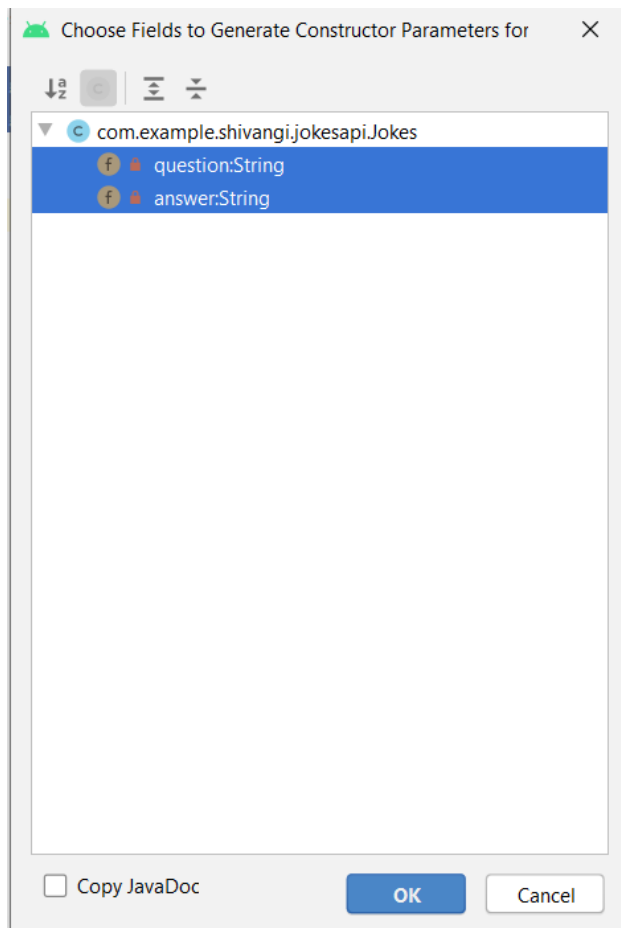 Choose Fields to Generate Constructor Parameters for
com.example.shivangi.jokesapi.Jokes
question:String
answer:String
Copy JavaDoc
OK
Cancel